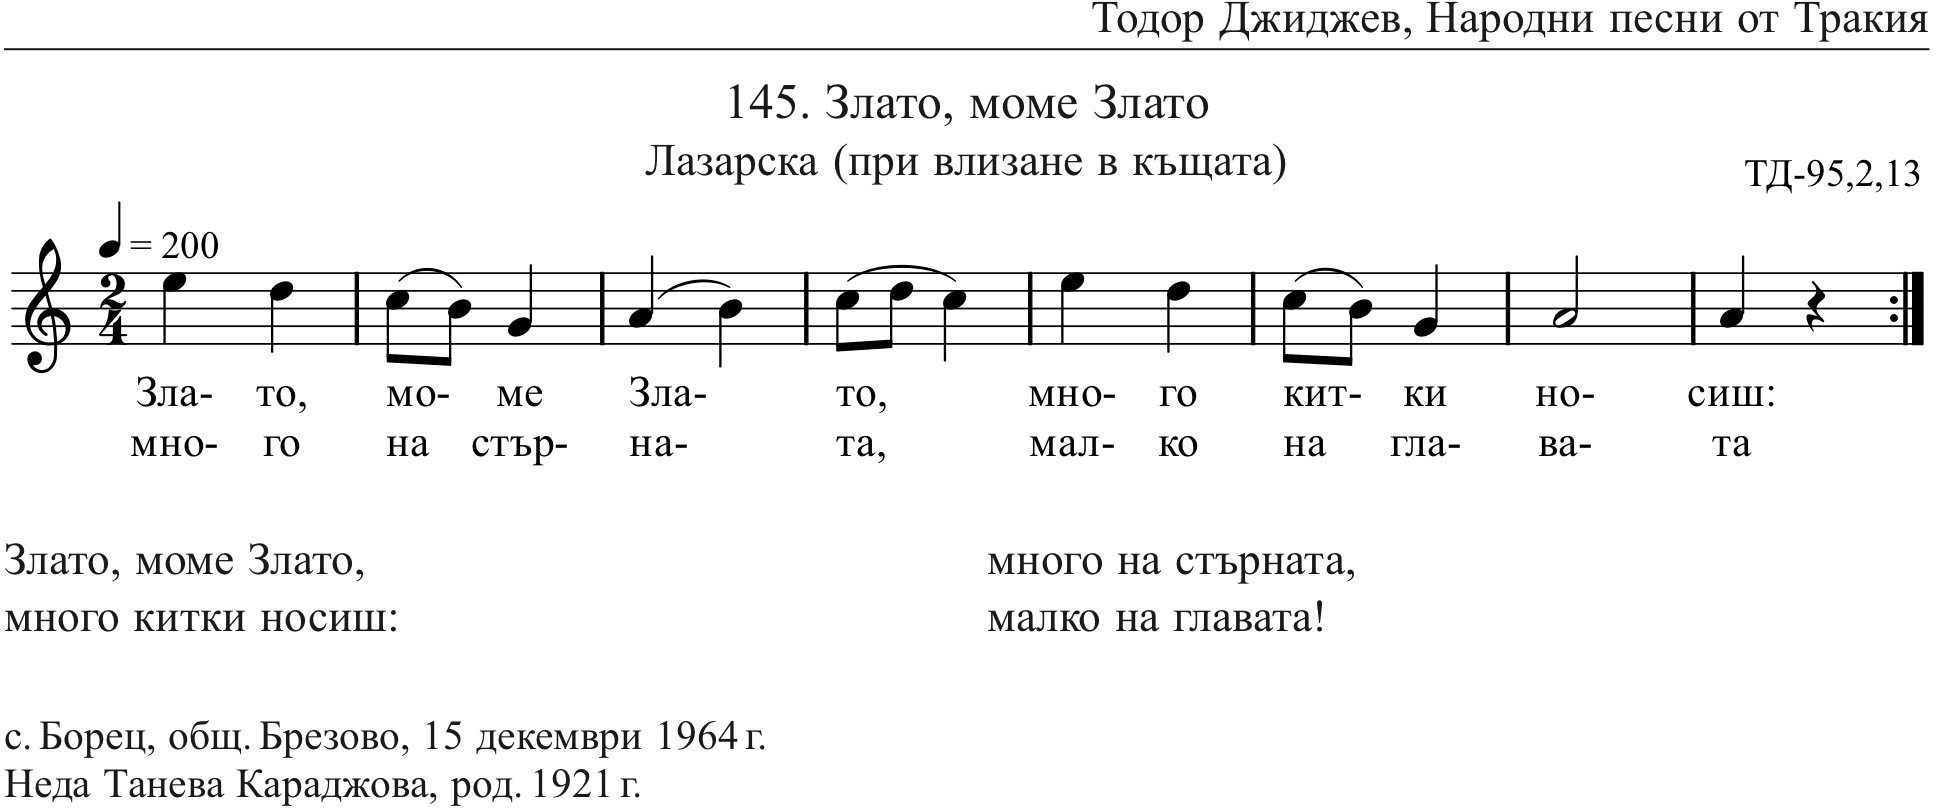 Тодор Джиджев, Народни песни от Тракия
145. Злато, моме Злато
Лазарска (при влизане в къщата)
ТД-95,2,13
= 200
2
4
Зла- то, мо- ме Зла- то, мно- го кит- ки но- сиш:
мно- го на стър- на- та, мал- ко на гла- ва- та
Злато, моме Злато,
много китки носиш:
много на стърната,
малко на главата!
с. Борец, общ. Брезово, 15 декември 1964 г.
Неда Танева Караджова, род. 1921 г.